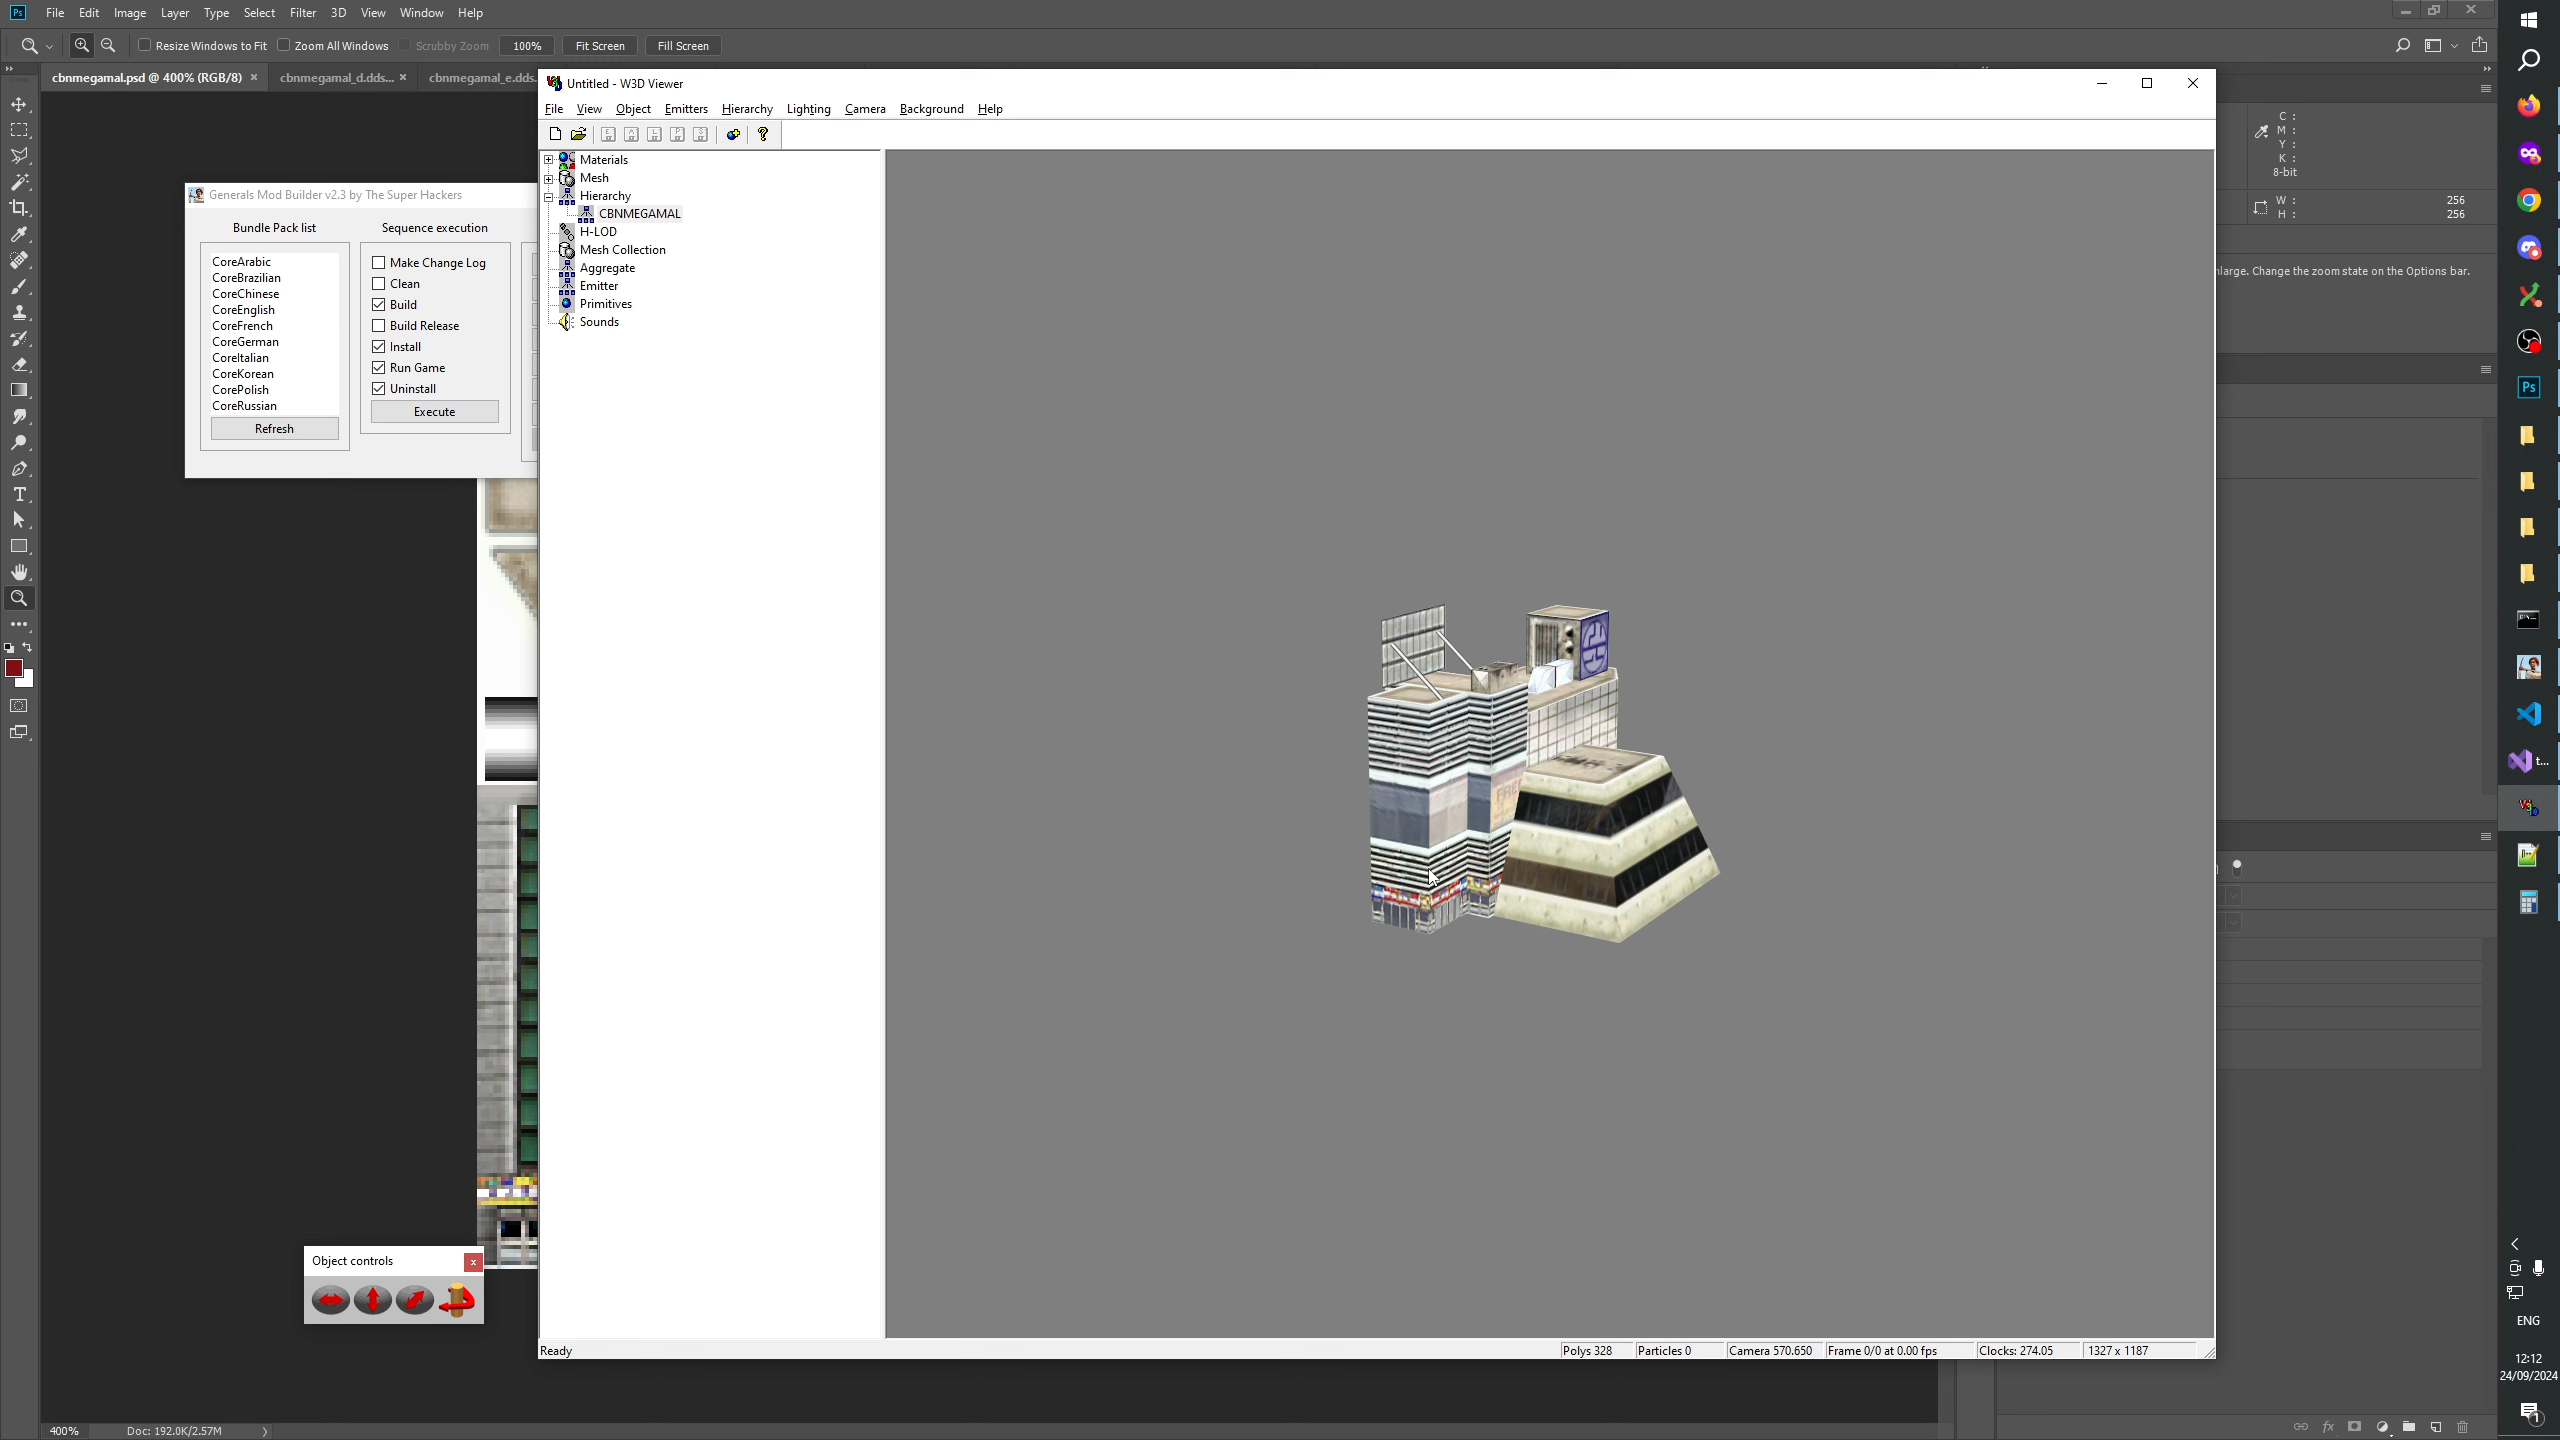 File Edit Image Layer Type Select Filter 3D View Window Help
Resize Windows to Fit Zoom All Windows Scrubby Zoom 100% Fit Screen Fill Screen
cbnmegamal.psd @ 400% (RGB/8) × cbnmegamal_d.dds... × cbnmegamal_e.dds.
Untitled - W3D Viewer
File View Object Emitters Hierarchy Lighting Camera Background Help
Materials
Mesh
Hierarchy
CBNMEGAMAL
H-LOD
Mesh Collection
Aggregate
Emitter
Primitives
Sounds
Generals Mod Builder v2.3 by The Super Hackers
Bundle Pack list
CoreArabic
CoreBrazilian
CoreChinese
CoreEnglish
CoreFrench
CoreGerman
CoreItalian
CoreKorean
CorePolish
CoreRussian
Refresh
Sequence execution
Make Change Log
Clean
Build
Build Release
Install
Run Game
Uninstall
Execute
C :
M :
Y :
K :
8-bit
W : 256
H : 256
nlarge. Change the zoom state on the Options bar.
FRE
Object controls
Ready
Polys 328 Particles 0 Camera 570.650 Frame 0/0 at 0.00 fps Clocks: 274.05 1327 x 1187
400% Doc: 192.0K/2.57M
Ps
t...
ENG
12:12
24/09/2024
1